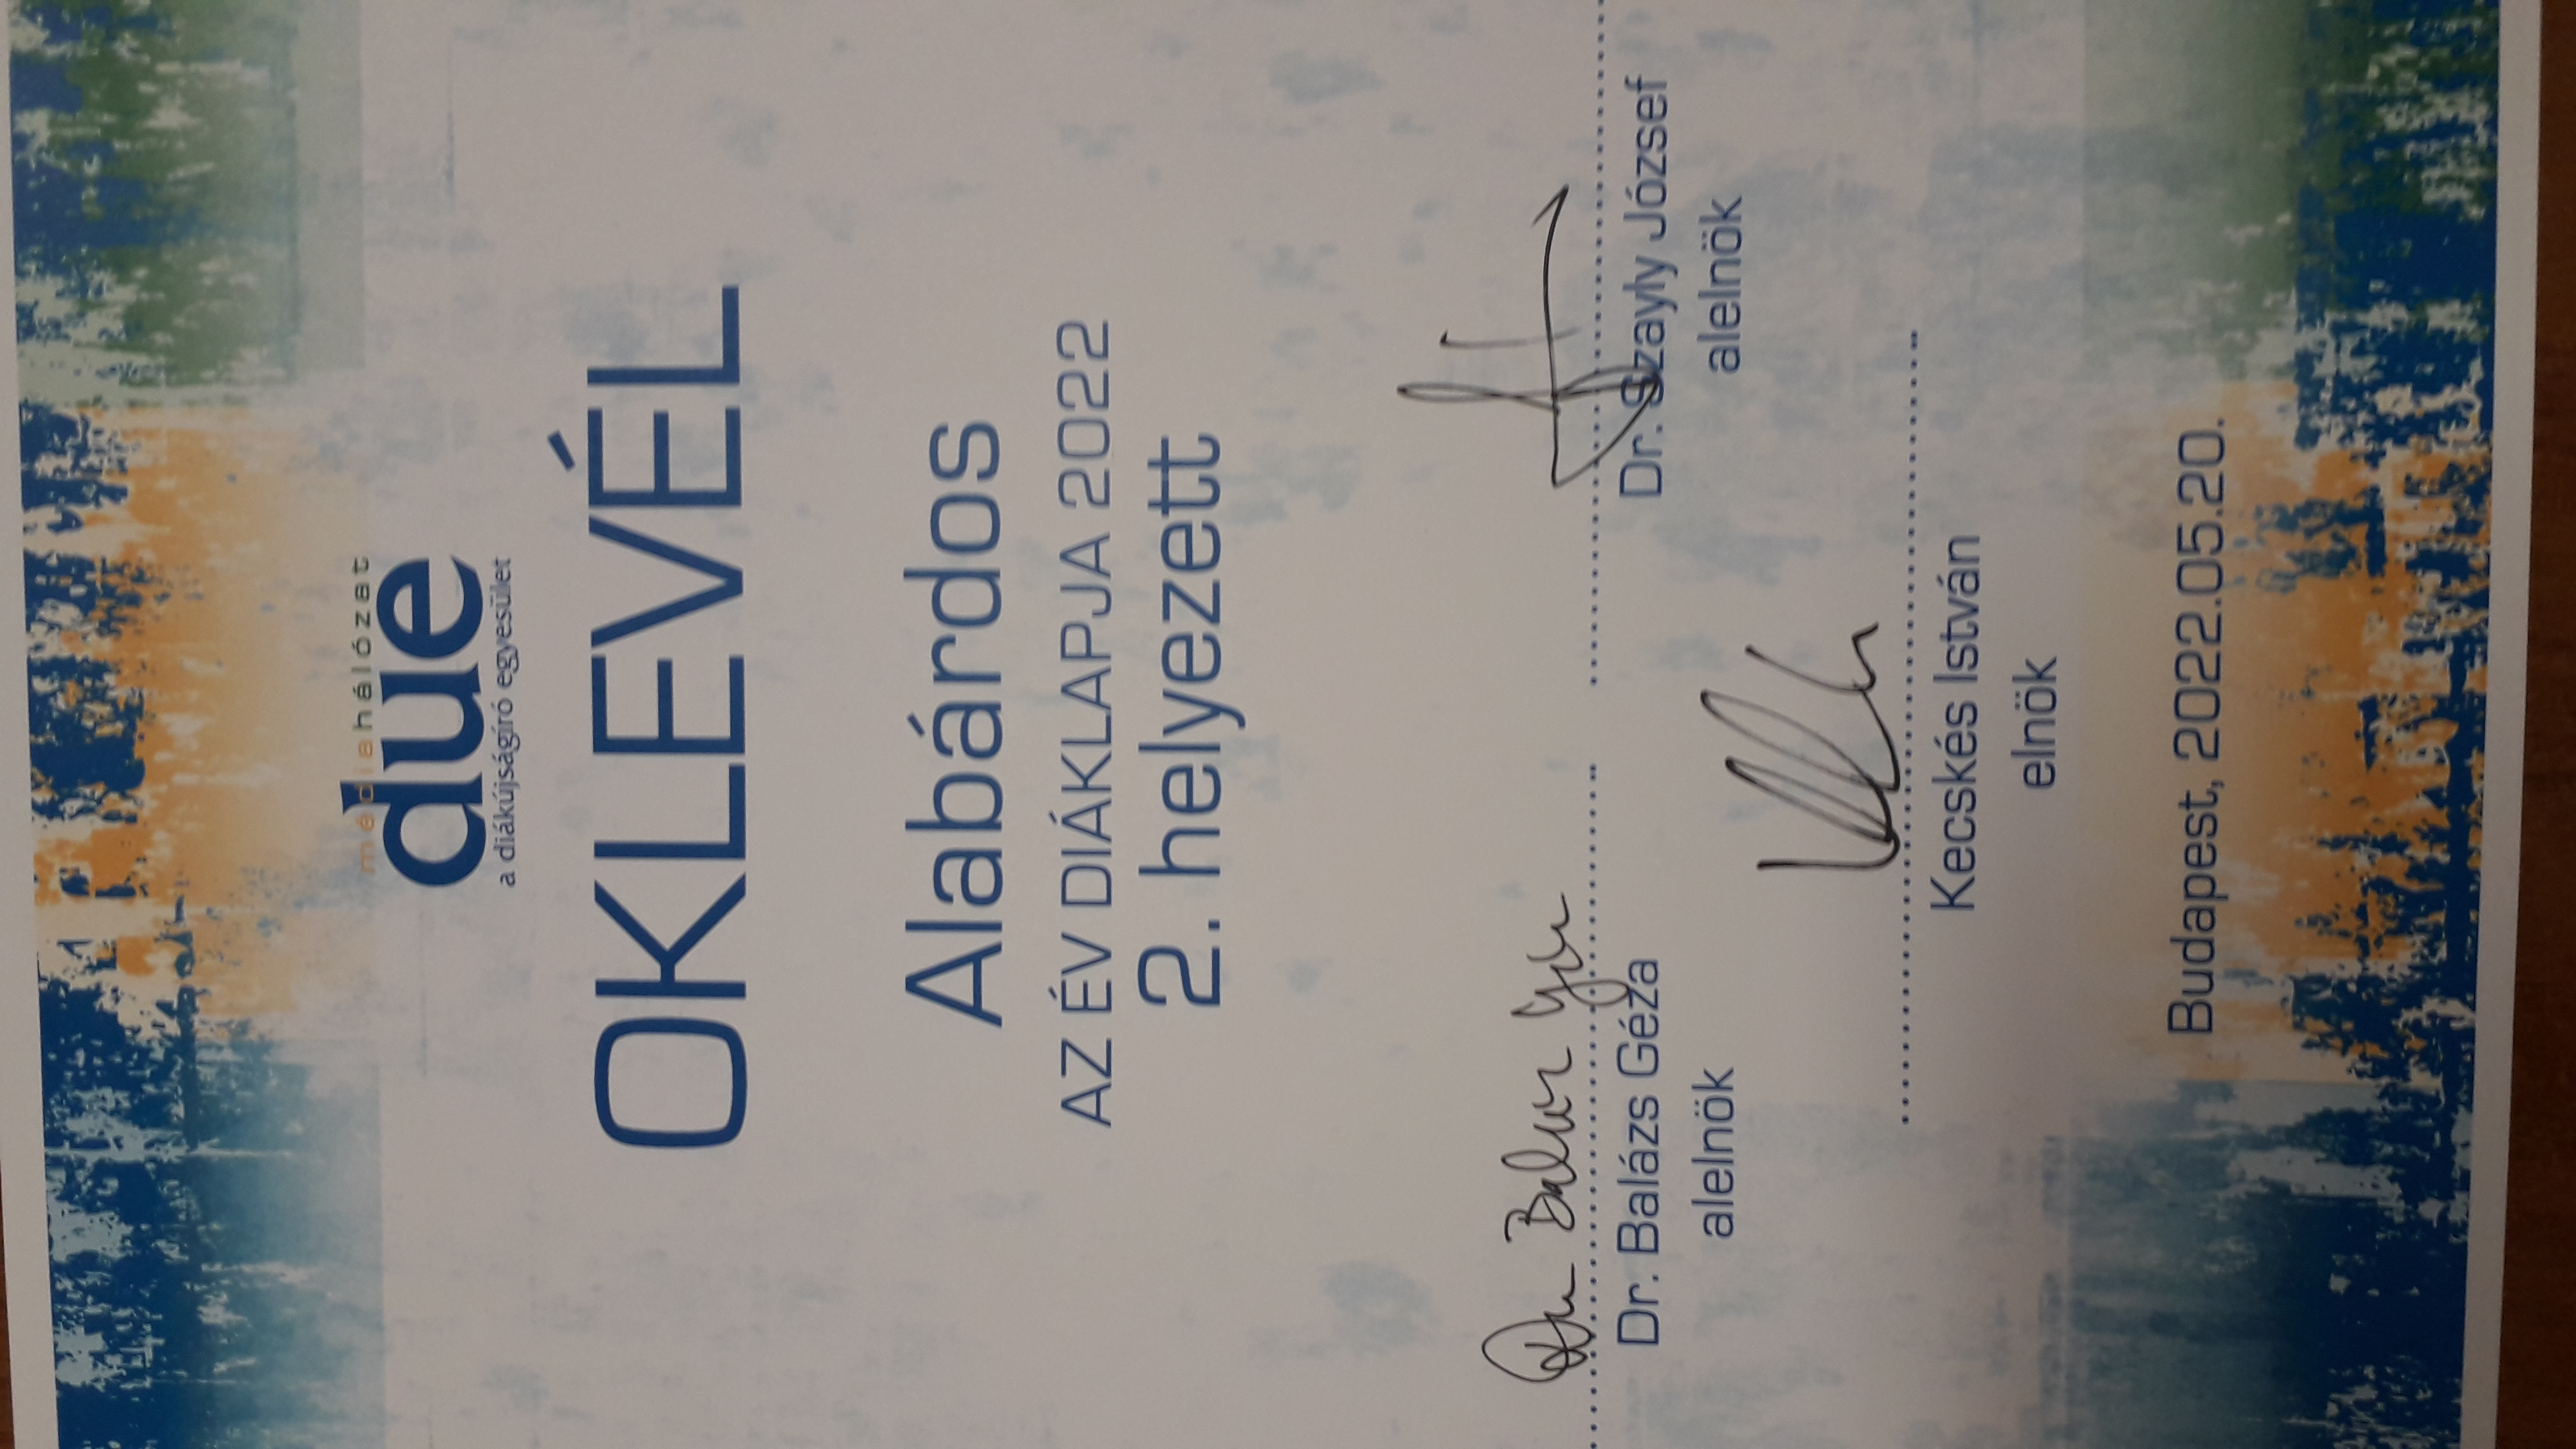 médiahálózat
due
a diákújságíró egyesület
OKLEVÉL
Alabárdos
AZ ÉV DIÁKLAPJA 2022
2. helyezett
Dr. Balázs Géza
alelnök
Dr. Szayly József
alelnök
Kecskés István
elnök
Budapest, 2022.05.20.